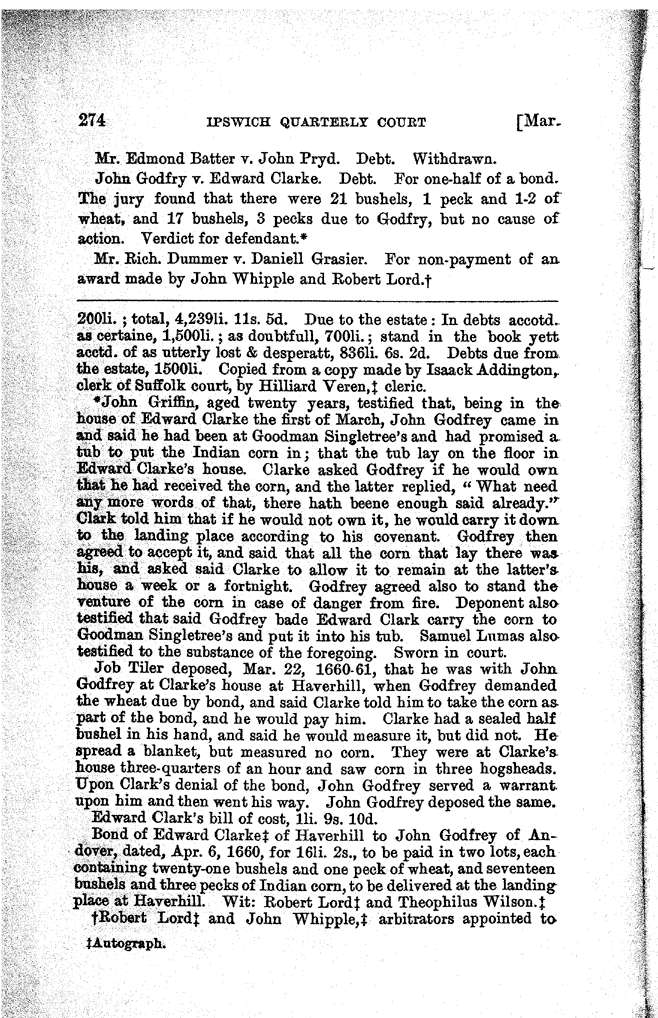 274 IPSWICH QUARTERLY COURT [Mar.
Mr. Edmond Batter v. John Pryd. Debt. Withdrawn.
John Godfry v. Edward Clarke. Debt. For one-half of a bond.
The jury found that there were 21 bushels, 1 peck and 1-2 of
wheat, and 17 bushels, 3 pecks due to Godfry, but no cause of
action. Verdict for defendant.*
Mr. Rich. Dummer v. Daniell Grasier. For non-payment of an
award made by John Whipple and Robert Lord.†
200li. ; total, 4,239li. 11s. 5d. Due to the estate : In debts accotd.
as certaine, 1,500li. ; as doubtfull, 700li. ; stand in the book yett
acctd. of as utterly lost & desperatt, 836li. 6s. 2d. Debts due from
the estate, 1500li. Copied from a copy made by Isaack Addington,
clerk of Suffolk court, by Hilliard Veren,‡ cleric.
*John Griffin, aged twenty years, testified that, being in the
house of Edward Clarke the first of March, John Godfrey came in
and said he had been at Goodman Singletree's and had promised a
tub to put the Indian corn in; that the tub lay on the floor in
Edward Clarke's house. Clarke asked Godfrey if he would own
that he had received the corn, and the latter replied, " What need
any more words of that, there hath beene enough said already."
Clark told him that if he would not own it, he would carry it down
to the landing place according to his covenant. Godfrey then
agreed to accept it, and said that all the corn that lay there was
his, and asked said Clarke to allow it to remain at the latter's
house a week or a fortnight. Godfrey agreed also to stand the
venture of the corn in case of danger from fire. Deponent also
testified that said Godfrey bade Edward Clark carry the corn to
Goodman Singletree's and put it into his tub. Samuel Lumas also
testified to the substance of the foregoing. Sworn in court.
Job Tiler deposed, Mar. 22, 1660-61, that he was with John
Godfrey at Clarke's house at Haverhill, when Godfrey demanded
the wheat due by bond, and said Clarke told him to take the corn as
part of the bond, and he would pay him. Clarke had a sealed half
bushel in his hand, and said he would measure it, but did not. He
spread a blanket, but measured no corn. They were at Clarke's
house three-quarters of an hour and saw corn in three hogsheads.
Upon Clark's denial of the bond, John Godfrey served a warrant
upon him and then went his way. John Godfrey deposed the same.
Edward Clark's bill of cost, 1li. 9s. 10d.
Bond of Edward Clarke‡ of Haverhill to John Godfrey of An-
dover, dated, Apr. 6, 1660, for 16li. 2s., to be paid in two lots, each
containing twenty-one bushels and one peck of wheat, and seventeen
bushels and three pecks of Indian corn, to be delivered at the landing
place at Haverhill. Wit: Robert Lord‡ and Theophilus Wilson.‡
†Robert Lord‡ and John Whipple,‡ arbitrators appointed to
‡Autograph.